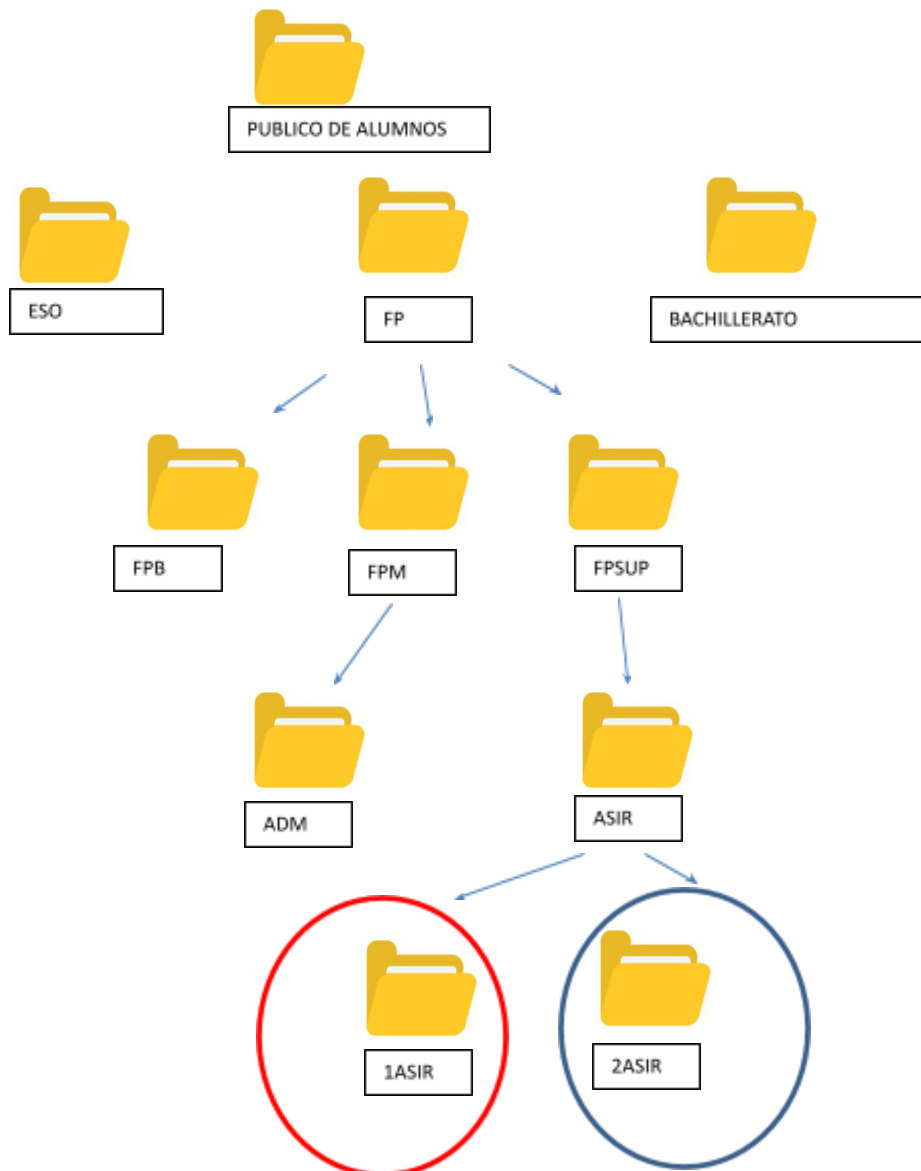 PUBLICO DE ALUMNOS
ESO
FP
BACHILLERATO
FPB
FPM
FPSUP
ADM
ASIR
1ASIR
2ASIR